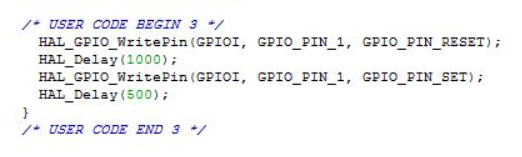 /* USER CODE BEGIN 3 */
HAL_GPIO_WritePin(GPIOI, GPIO_PIN_1, GPIO_PIN_RESET);
HAL_Delay(1000);
HAL_GPIO_WritePin(GPIOI, GPIO_PIN_1, GPIO_PIN_SET);
HAL_Delay(500);
}
/* USER CODE END 3 */